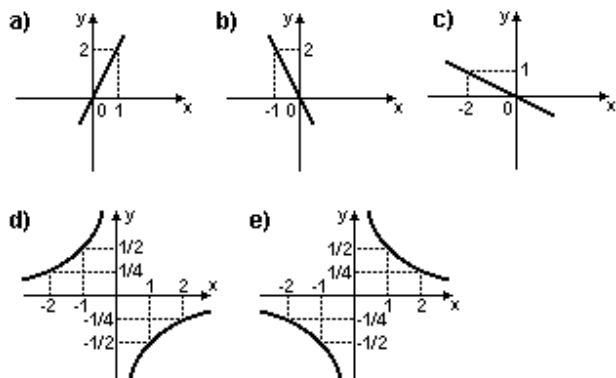 a) y 2 0 1 x
b) y 2 -1 0 x
c) y 1 -2 0 x
d) y 1/2 1/4 -2 -1 1 2 x -1/4 -1/2
e) y 1/2 1/4 -2 -1 1 2 x -1/4 -1/2